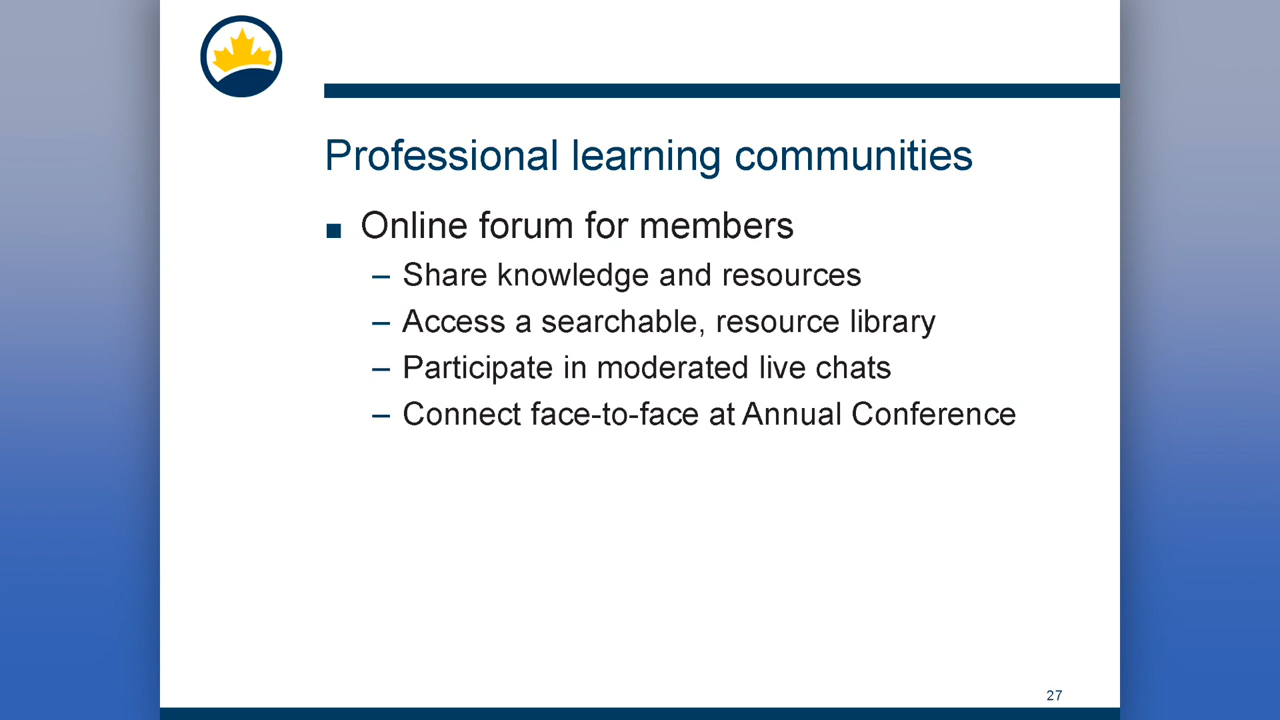 Professional learning communities
■ Online forum for members
– Share knowledge and resources
– Access a searchable, resource library
– Participate in moderated live chats
– Connect face-to-face at Annual Conference
27